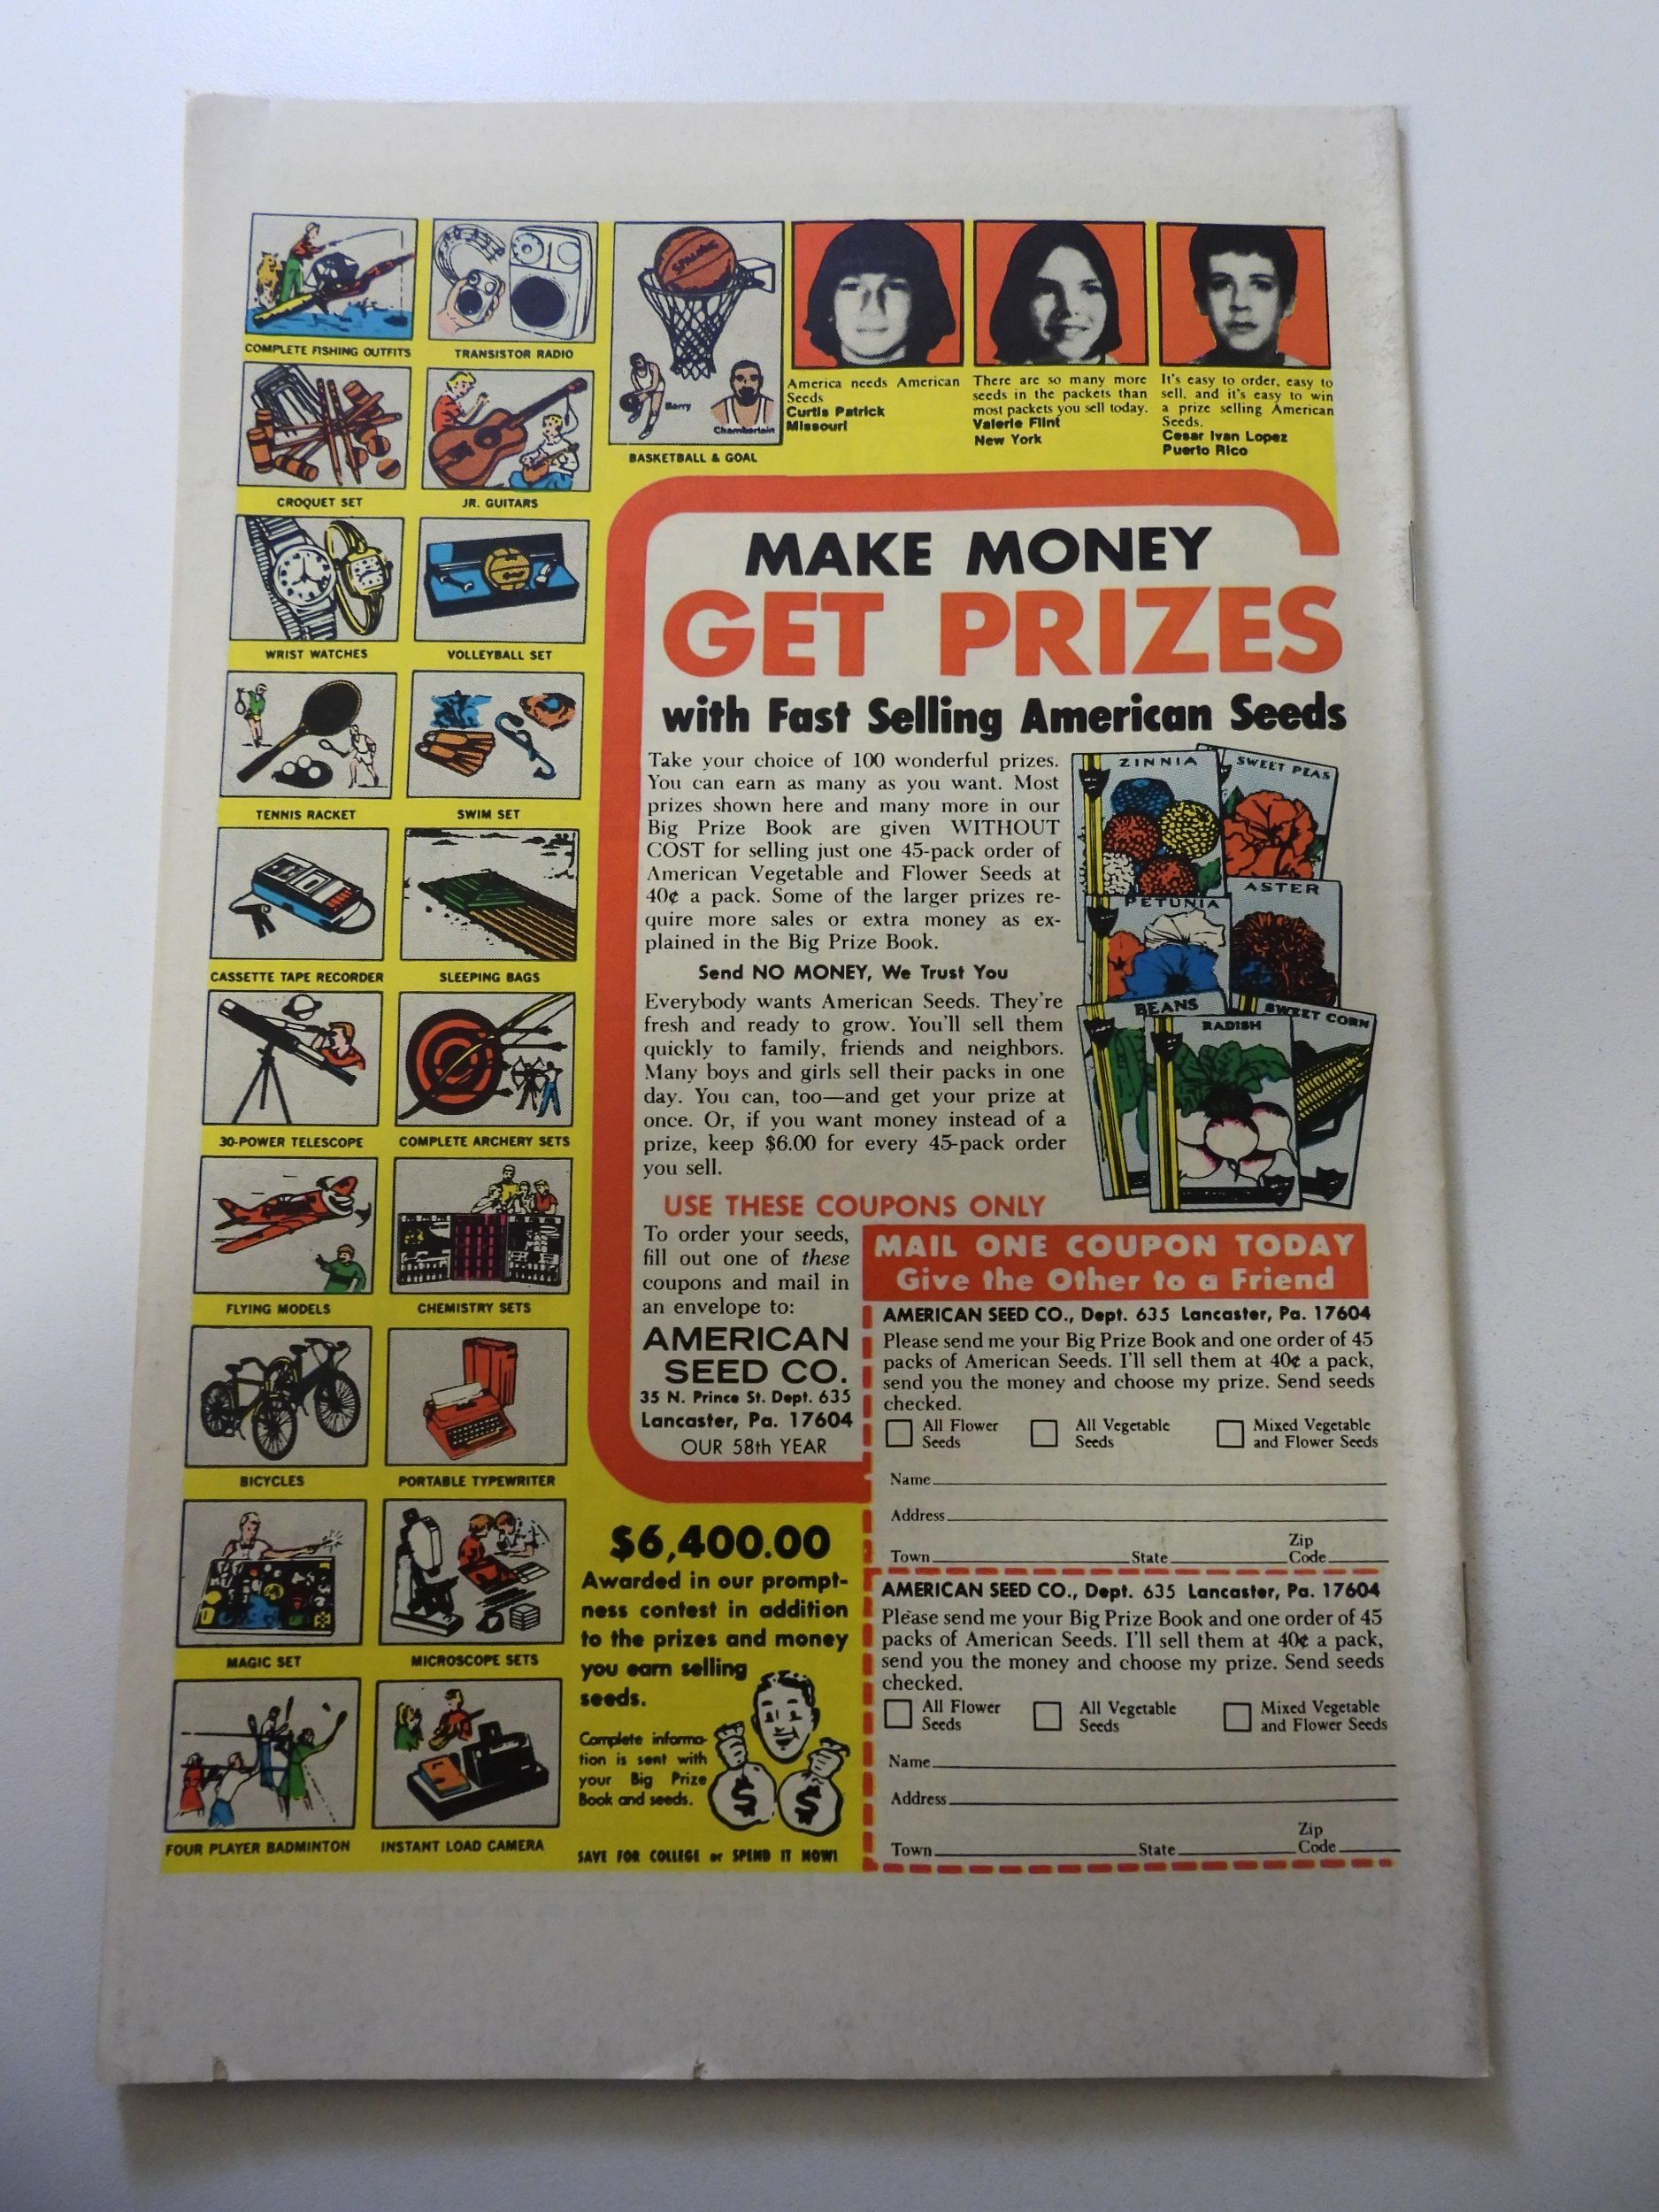 COMPLETE FISHING OUTFITS
TRANSISTOR RADIO
SPALDING
Barry
Chamberlain
BASKETBALL & GOAL
America needs American
Seeds
Curtis Patrick
Missouri
There are so many more
seeds in the packets than
most packets you sell today.
Valerie Flint
New York
It's easy to order, easy to
sell, and it's easy to win
a prize selling American
Seeds.
Cesar Ivan Lopez
Puerto Rico
CROQUET SET
JR. GUITARS
WRIST WATCHES
VOLLEYBALL SET
TENNIS RACKET
SWIM SET
CASSETTE TAPE RECORDER
SLEEPING BAGS
30-POWER TELESCOPE
COMPLETE ARCHERY SETS
FLYING MODELS
CHEMISTRY SETS
BICYCLES
PORTABLE TYPEWRITER
MAGIC SET
MICROSCOPE SETS
FOUR PLAYER BADMINTON
INSTANT LOAD CAMERA
MAKE MONEY
GET PRIZES
with Fast Selling American Seeds
Take your choice of 100 wonderful prizes.
You can earn as many as you want. Most
prizes shown here and many more in our
Big Prize Book are given WITHOUT
COST for selling just one 45-pack order of
American Vegetable and Flower Seeds at
40¢ a pack. Some of the larger prizes re-
quire more sales or extra money as ex-
plained in the Big Prize Book.
Send NO MONEY, We Trust You
Everybody wants American Seeds. They're
fresh and ready to grow. You'll sell them
quickly to family, friends and neighbors.
Many boys and girls sell their packs in one
day. You can, too—and get your prize at
once. Or, if you want money instead of a
prize, keep $6.00 for every 45-pack order
you sell.
ZINNIA
SWEET PEAS
PETUNIA
ASTER
BEANS
RADISH
SWEET CORN
USE THESE COUPONS ONLY
To order your seeds,
fill out one of these
coupons and mail in
an envelope to:
AMERICAN
SEED CO.
35 N. Prince St. Dept. 635
Lancaster, Pa. 17604
OUR 58th YEAR
MAIL ONE COUPON TODAY
Give the Other to a Friend
AMERICAN SEED CO., Dept. 635 Lancaster, Pa. 17604
Please send me your Big Prize Book and one order of 45
packs of American Seeds. I'll sell them at 40¢ a pack,
send you the money and choose my prize. Send seeds
checked.
All Flower
Seeds
All Vegetable
Seeds
Mixed Vegetable
and Flower Seeds
Name
Address
Town State Zip
Code
AMERICAN SEED CO., Dept. 635 Lancaster, Pa. 17604
Please send me your Big Prize Book and one order of 45
packs of American Seeds. I'll sell them at 40¢ a pack,
send you the money and choose my prize. Send seeds
checked.
All Flower
Seeds
All Vegetable
Seeds
Mixed Vegetable
and Flower Seeds
Name
Address
Town State Zip
Code
$6,400.00
Awarded in our prompt-
ness contest in addition
to the prizes and money
you earn selling
seeds.
Complete informa-
tion is sent with
your Big Prize
Book and seeds.
$ $
SAVE FOR COLLEGE or SPEND IT NOW!